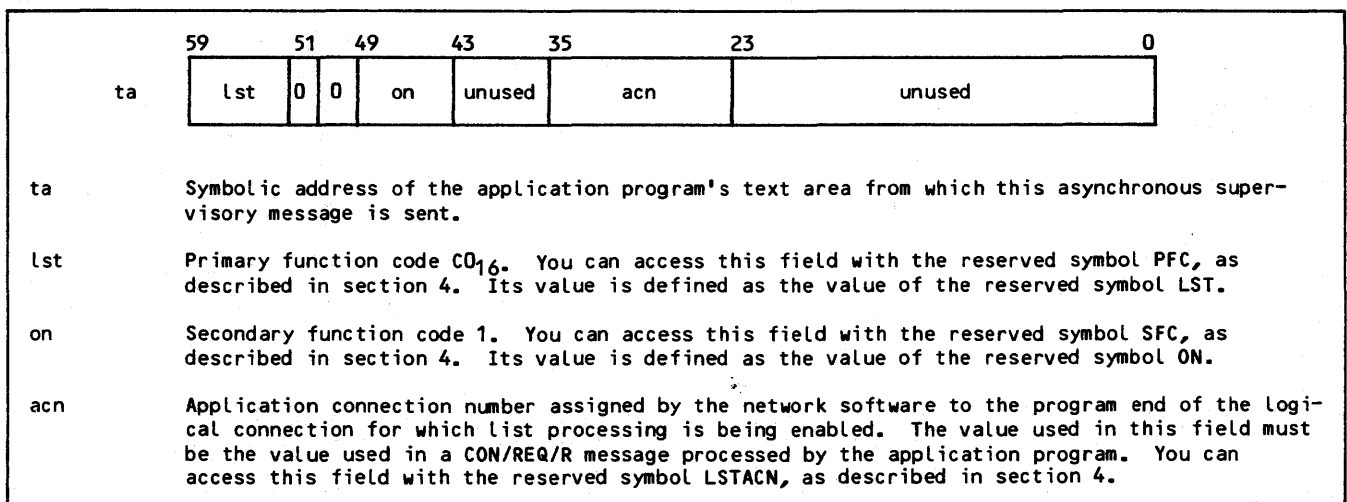 59 51 49 43 35 23 0
ta lst 0 0 on unused acn unused
ta Symbolic address of the application program's text area from which this asynchronous super-
visory message is sent.
lst Primary function code C0₁₆. You can access this field with the reserved symbol PFC, as
described in section 4. Its value is defined as the value of the reserved symbol LST.
on Secondary function code 1. You can access this field with the reserved symbol SFC, as
described in section 4. Its value is defined as the value of the reserved symbol ON.
acn Application connection number assigned by the network software to the program end of the logi-
cal connection for which list processing is being enabled. The value used in this field must
be the value used in a CON/REQ/R message processed by the application program. You can
access this field with the reserved symbol LSTACN, as described in section 4.